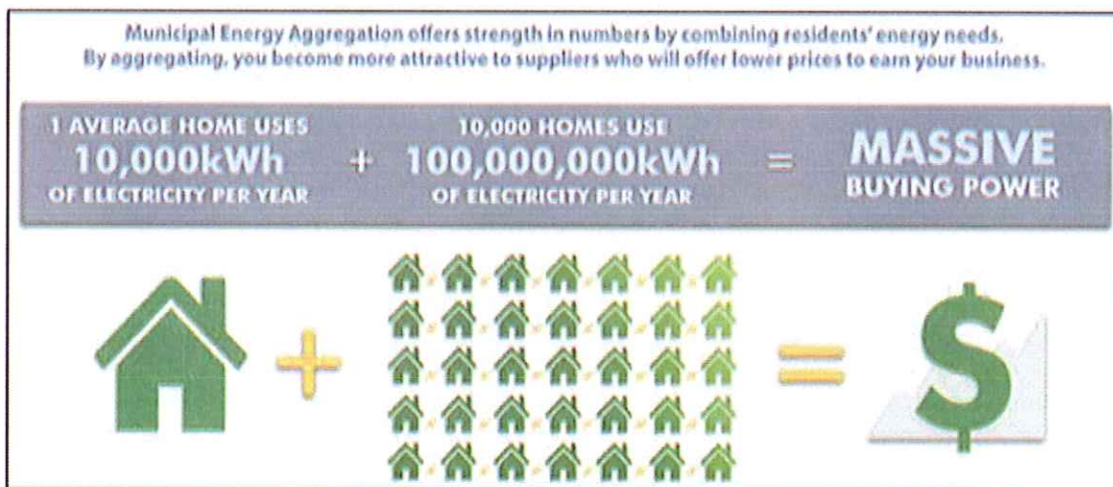 Municipal Energy Aggregation offers strength in numbers by combining residents' energy needs.
By aggregating, you become more attractive to suppliers who will offer lower prices to earn your business.
1 AVERAGE HOME USES
10,000kWh
OF ELECTRICITY PER YEAR
+
10,000 HOMES USE
100,000,000kWh
OF ELECTRICITY PER YEAR
=
MASSIVE
BUYING POWER
+
=
$